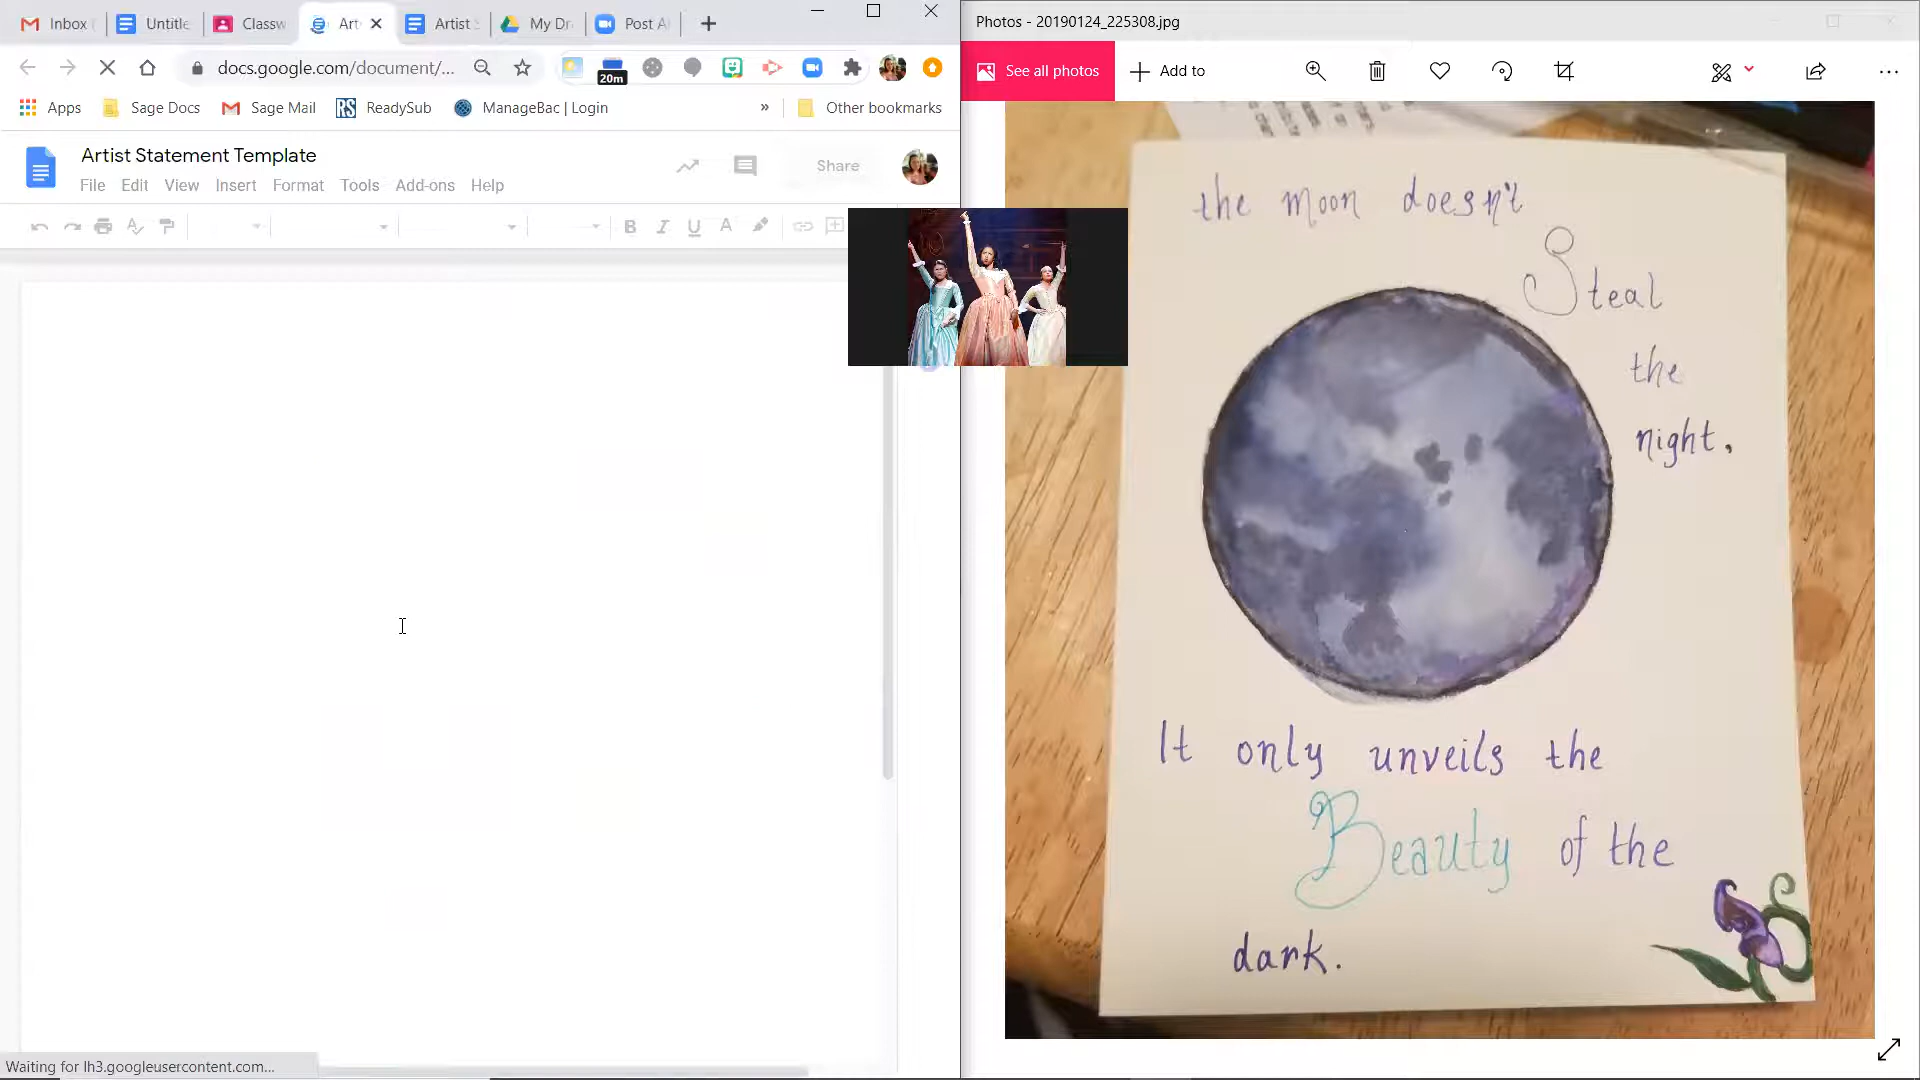 Inbox
Untitle
Classw
Art
Artist S
My Dr
Post A
docs.google.com/document/...
20m
Apps
Sage Docs
Sage Mail
RS
ReadySub
ManageBac | Login
»
Other bookmarks
Artist Statement Template
Share
File Edit View Insert Format Tools Add-ons Help
B I U A
Waiting for lh3.googleusercontent.com...
Photos - 20190124_225308.jpg
See all photos
Add to
the moon doesn't
Steal
the
night.
It only unveils the
Beauty of the
dark.